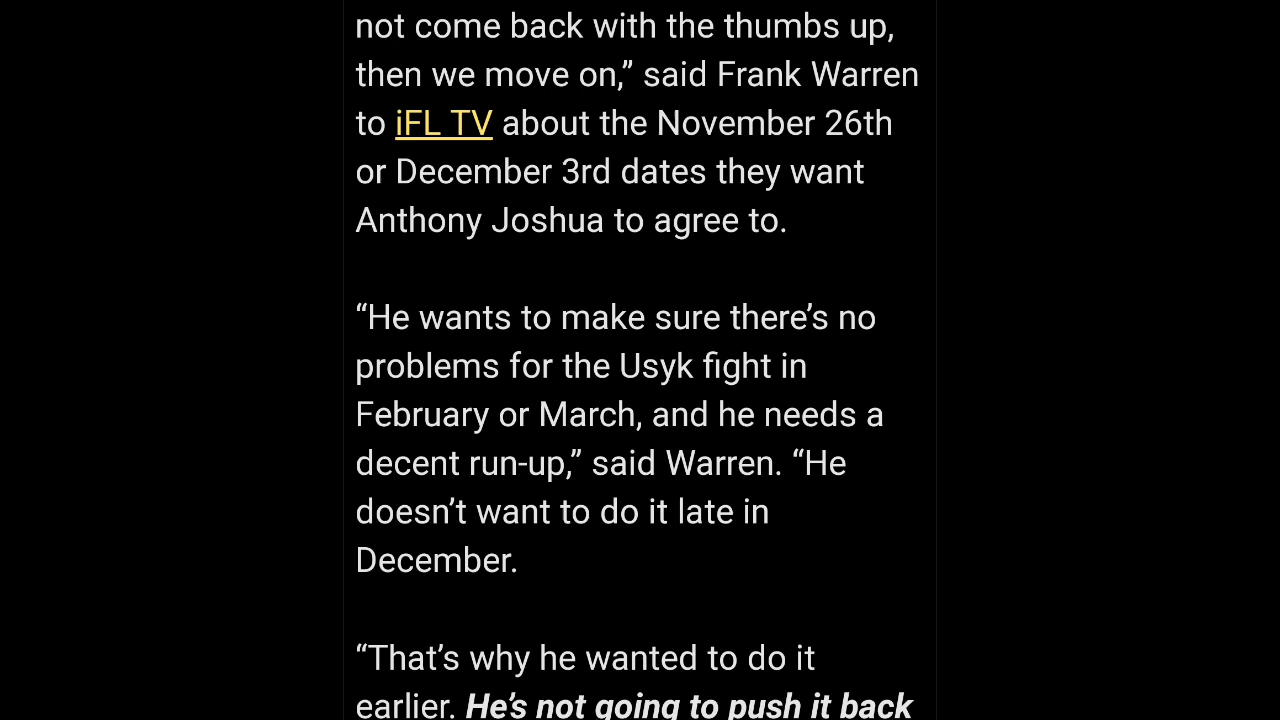 not come back with the thumbs up,
then we move on,” said Frank Warren
to iFL TV about the November 26th
or December 3rd dates they want
Anthony Joshua to agree to.
“He wants to make sure there’s no
problems for the Usyk fight in
February or March, and he needs a
decent run-up,” said Warren. “He
doesn’t want to do it late in
December.
“That’s why he wanted to do it
earlier. He’s not going to push it back